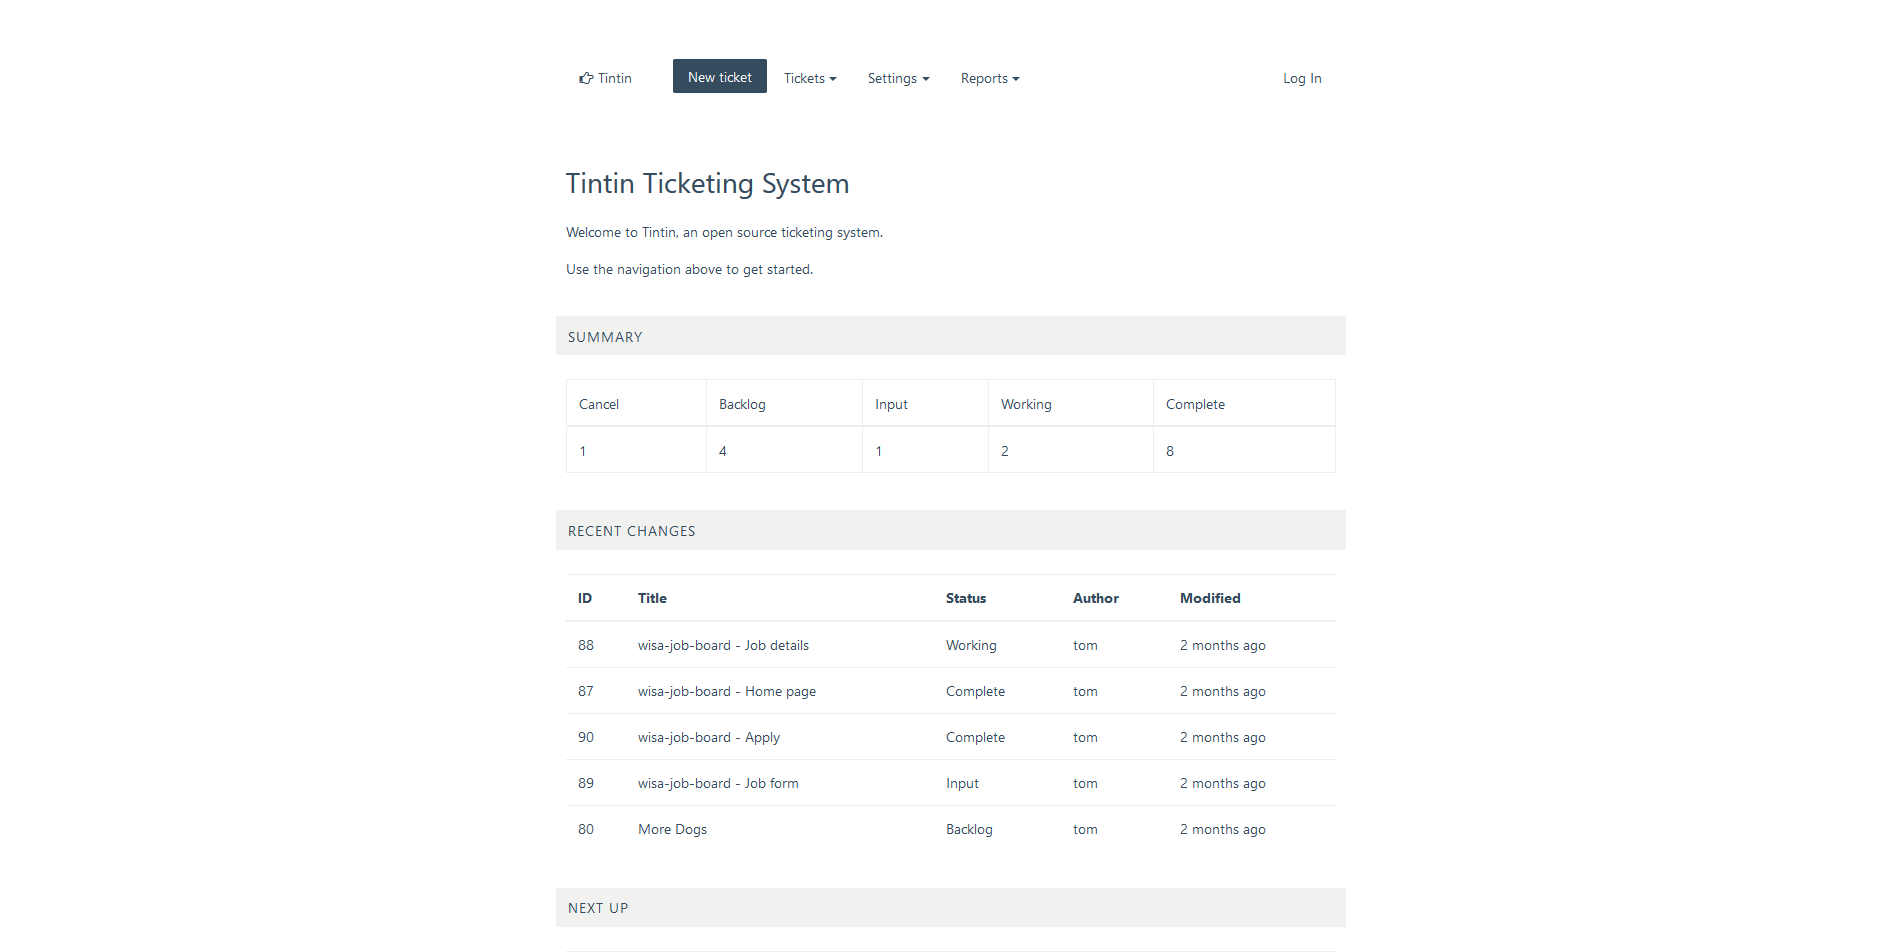 Tintin New ticket Tickets Settings Reports Log In
Tintin Ticketing System
Welcome to Tintin, an open source ticketing system.
Use the navigation above to get started.
SUMMARY
Cancel Backlog Input Working Complete
1 4 1 2 8
RECENT CHANGES
ID Title Status Author Modified
88 wisa-job-board - Job details Working tom 2 months ago
87 wisa-job-board - Home page Complete tom 2 months ago
90 wisa-job-board - Apply Complete tom 2 months ago
89 wisa-job-board - Job form Input tom 2 months ago
80 More Dogs Backlog tom 2 months ago
NEXT UP